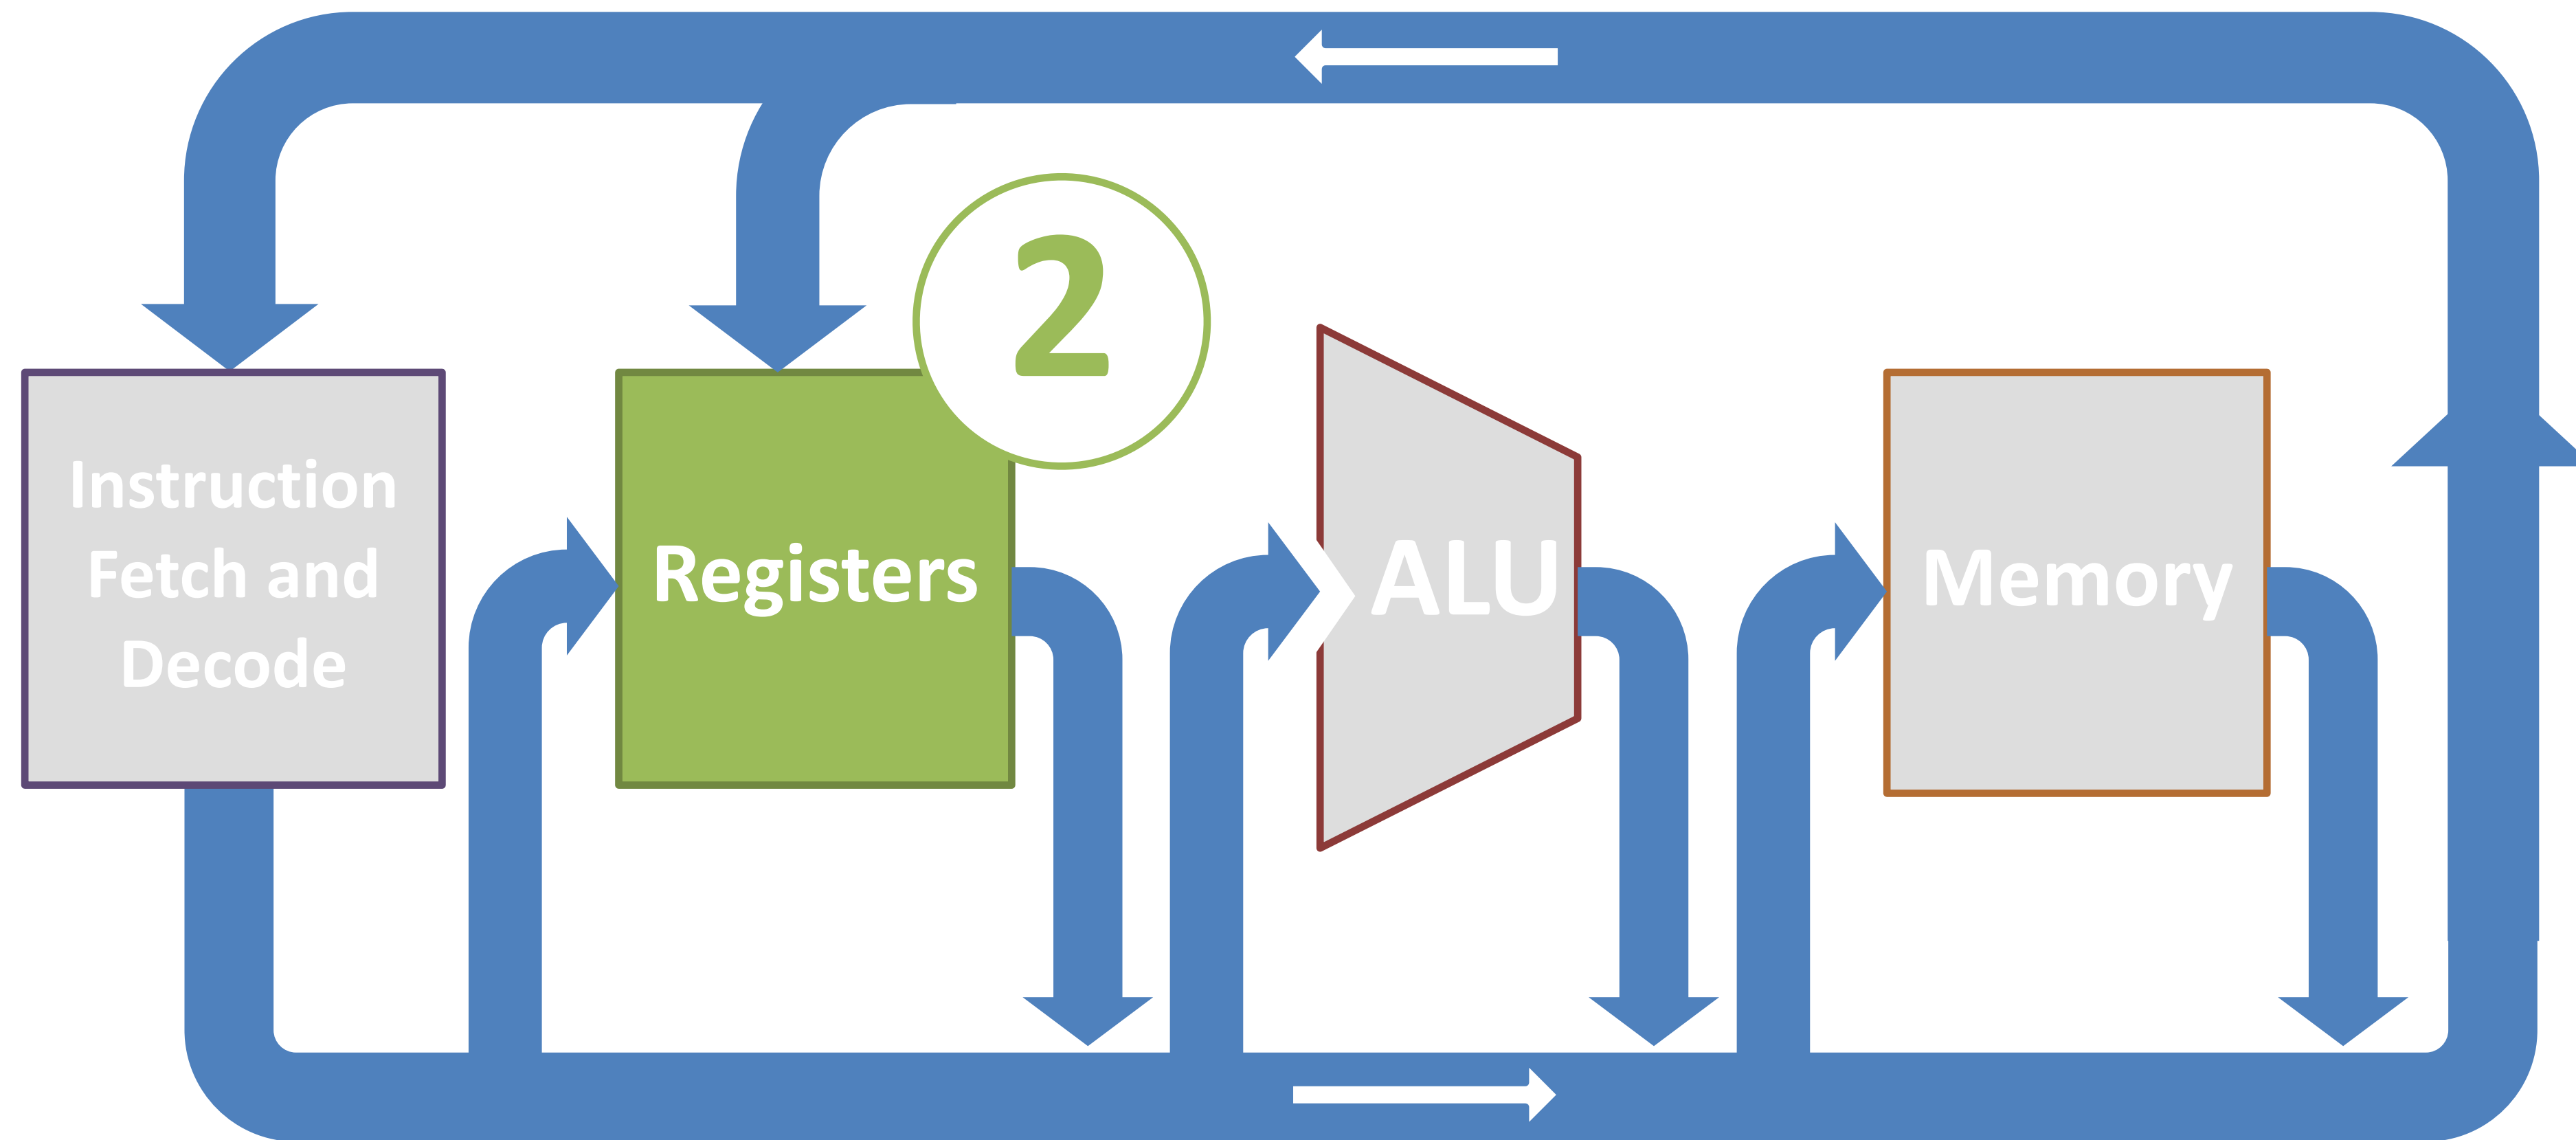 2
Instruction
Fetch and
Decode
Registers
ALU
Memory